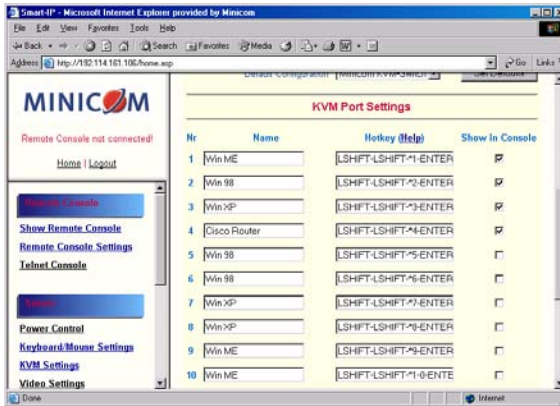 Smart-IP - Microsoft Internet Explorer provided by Minicom
File Edit View Favorites Tools Help
Back Search Favorites Media
Address http://192.114.161.106/home.asp Go Links
Default Configuration Minicom KVM-Switch Set Defaults
MINICOM
KVM Port Settings
Remote Console not connected!
Home | Logout
Nr Name Hotkey (Help) Show In Console
1 Win ME LSHIFT-LSHIFT-*1-ENTER
2 Win 98 LSHIFT-LSHIFT-*2-ENTER
3 Win XP LSHIFT-LSHIFT-*3-ENTER
4 Cisco Router LSHIFT-LSHIFT-*4-ENTER
5 Win 98 LSHIFT-LSHIFT-*5-ENTER
6 Win 98 LSHIFT-LSHIFT-*6-ENTER
7 Win XP LSHIFT-LSHIFT-*7-ENTER
8 Win XP LSHIFT-LSHIFT-*8-ENTER
9 Win ME LSHIFT-LSHIFT-*9-ENTER
10 Win ME LSHIFT-LSHIFT-*1-0-ENTE
Remote Console
Show Remote Console
Remote Console Settings
Telnet Console
Power Control
Keyboard/Mouse Settings
KVM Settings
Video Settings
Done Internet